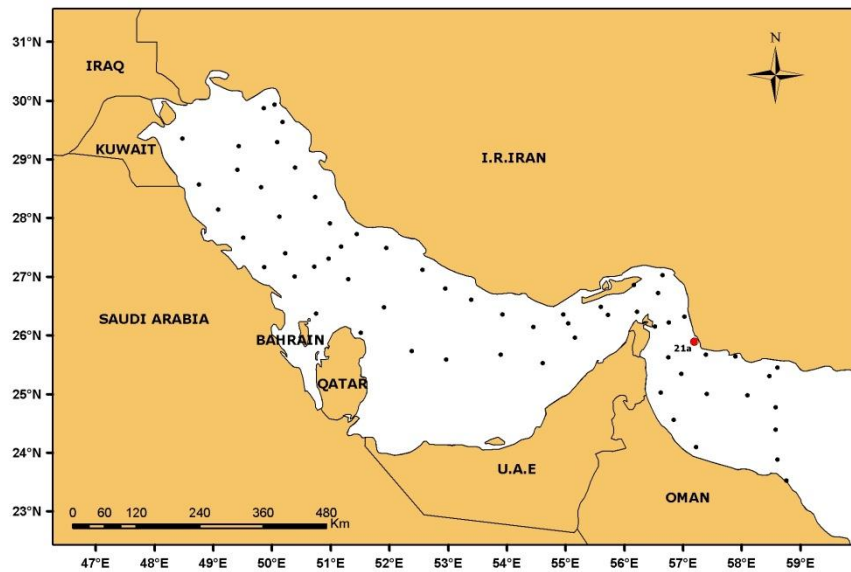 N
31°N
IRAQ
30°N
KUWAIT
29°N
I.R.IRAN
28°N
27°N
SAUDI ARABIA
26°N
BAHRAIN
21a
QATAR
25°N
24°N
U.A.E
OMAN
23°N
0 60 120 240 360 480
Km
47°E 48°E 49°E 50°E 51°E 52°E 53°E 54°E 55°E 56°E 57°E 58°E 59°E